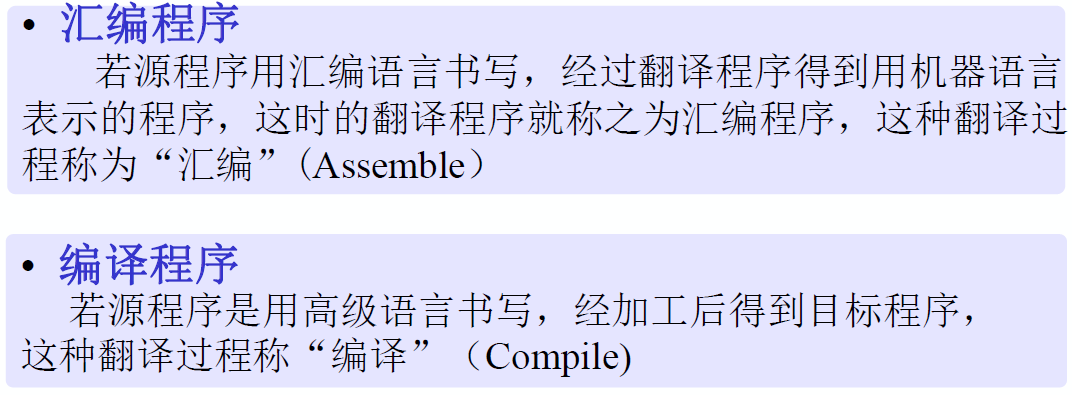 • 汇编程序
若源程序用汇编语言书写，经过翻译程序得到用机器语言
表示的程序，这时的翻译程序就称之为汇编程序，这种翻译过
程称为“汇编”(Assemble）
• 编译程序
若源程序是用高级语言书写，经加工后得到目标程序，
这种翻译过程称“编译”（Compile)